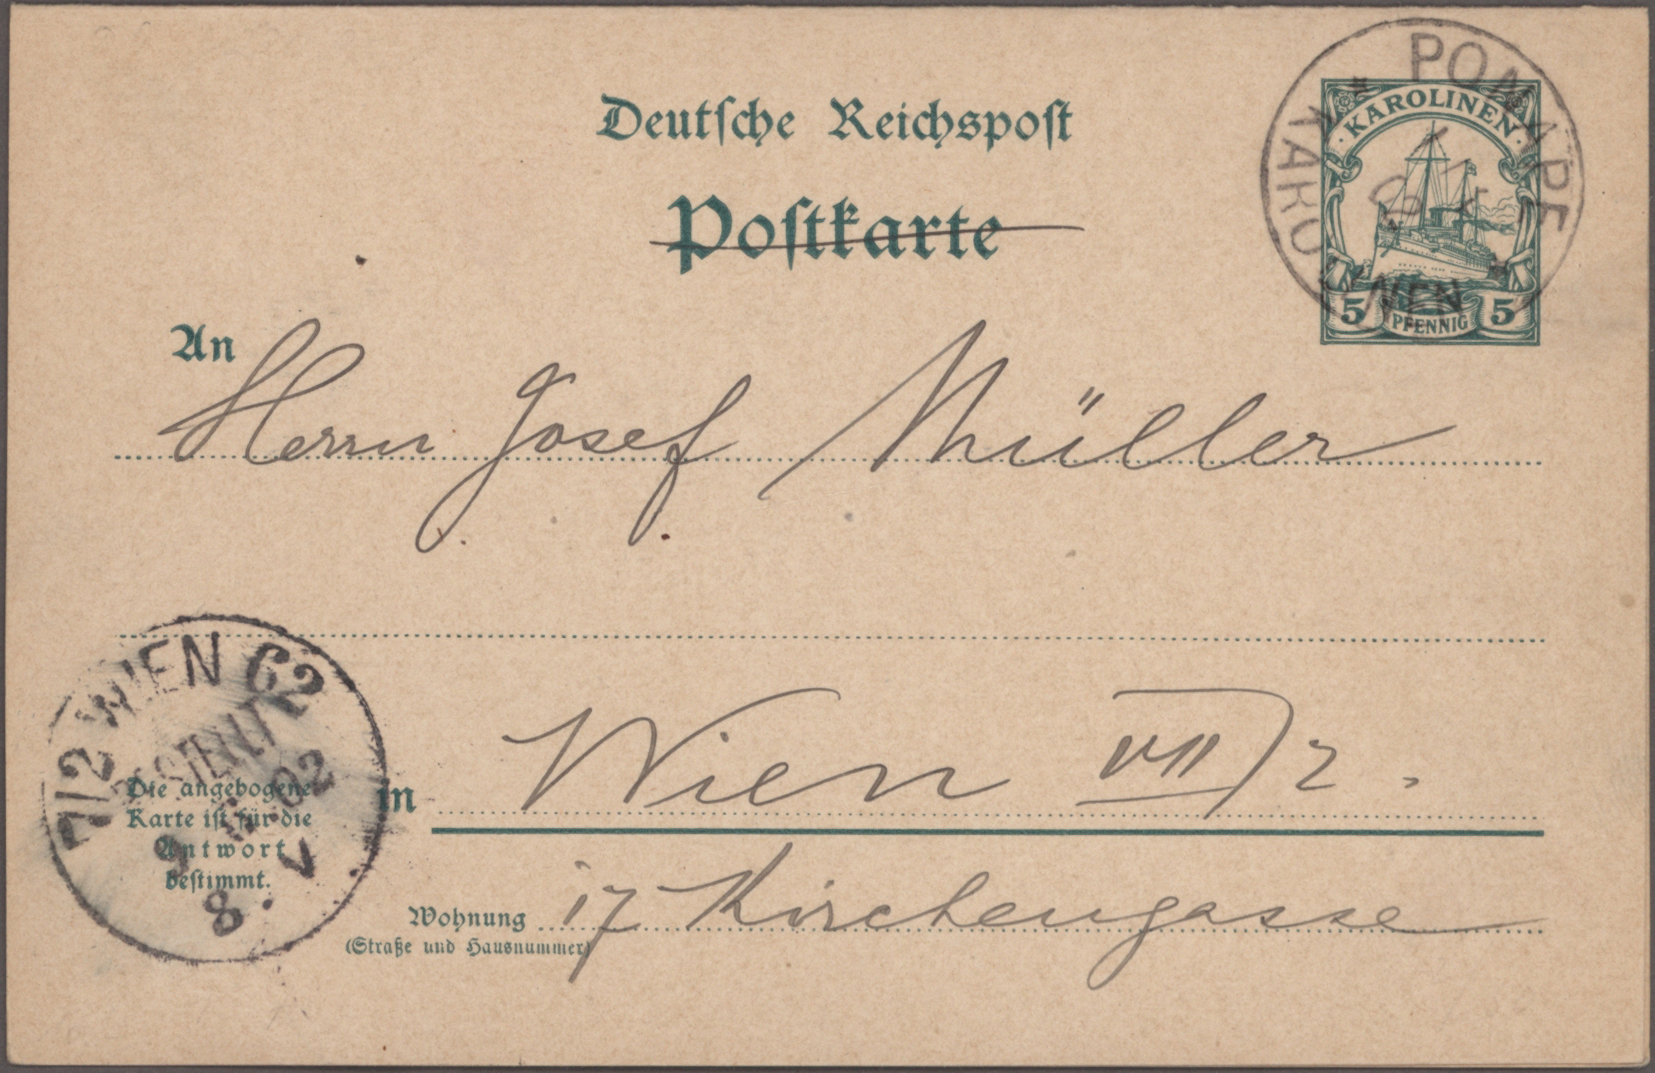 Deutsche Reichspost
Postkarte
PONAPE
KAROLINEN
KAROLINEN
5 PFENNIG 5
An
Herrn Josef Müller
7/2 WIEN 62
02
8. V
Die angebogene
Karte ist für die
Antwort
bestimmt.
in Wien VII/2.
Wohnung 17 Kirchengasse
(Straße und Hausnummer)